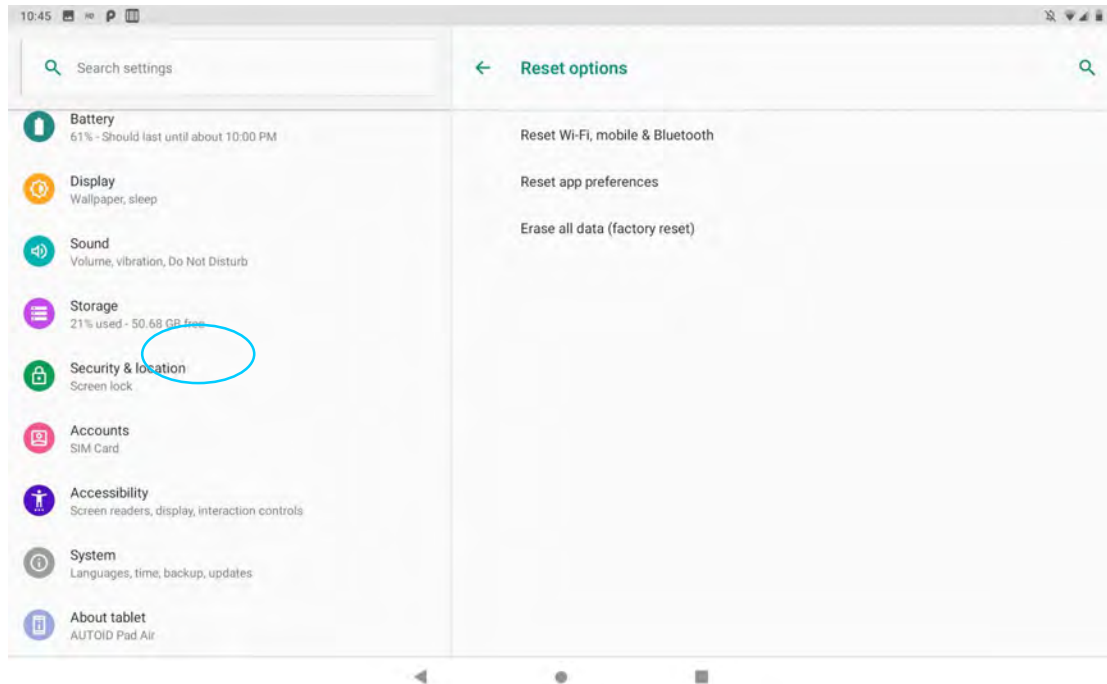 10:45
Search settings
Reset options
Battery
61% - Should last until about 10:00 PM
Display
Wallpaper, sleep
Sound
Volume, vibration, Do Not Disturb
Storage
21% used - 50.68 GB free
Security & location
Screen lock
Accounts
SIM Card
Accessibility
Screen readers, display, interaction controls
System
Languages, time, backup, updates
About tablet
AUTOID Pad Air
Reset Wi-Fi, mobile & Bluetooth
Reset app preferences
Erase all data (factory reset)